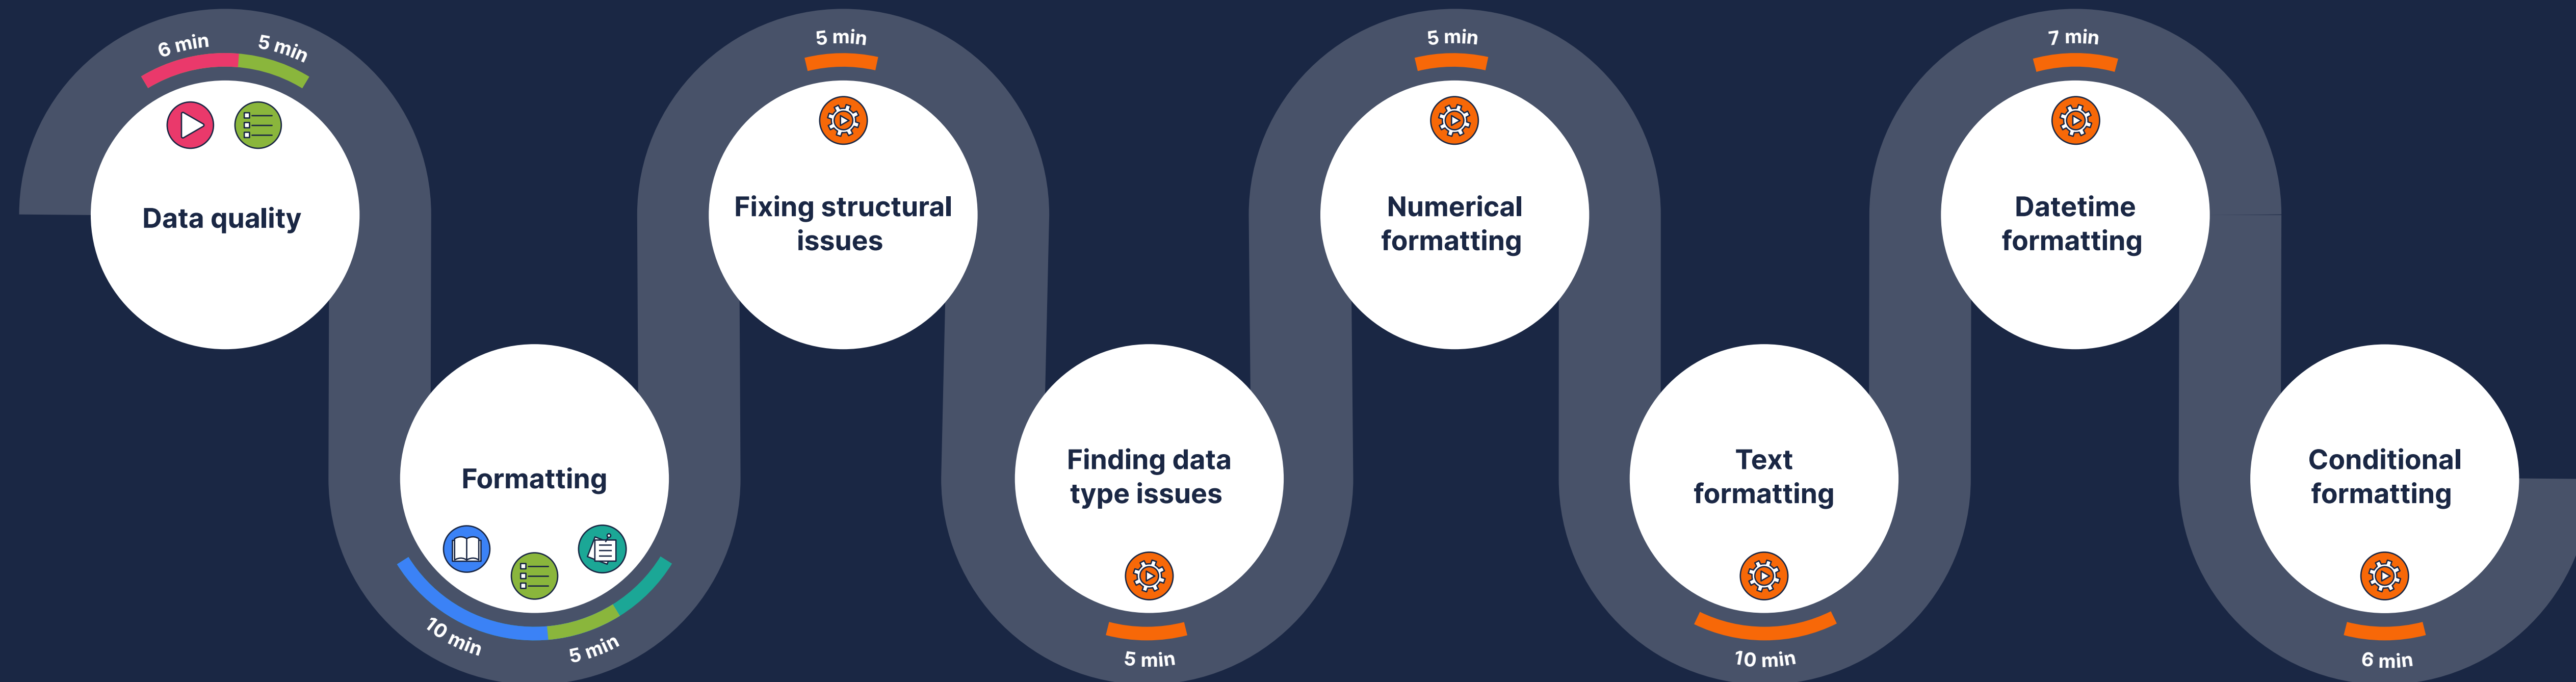 6 min
5 min
Data quality
Formatting
10 min
5 min
5 min
Fixing structural
issues
Finding data
type issues
5 min
5 min
Numerical
formatting
Text
formatting
10 min
7 min
Datetime
formatting
Conditional
formatting
6 min